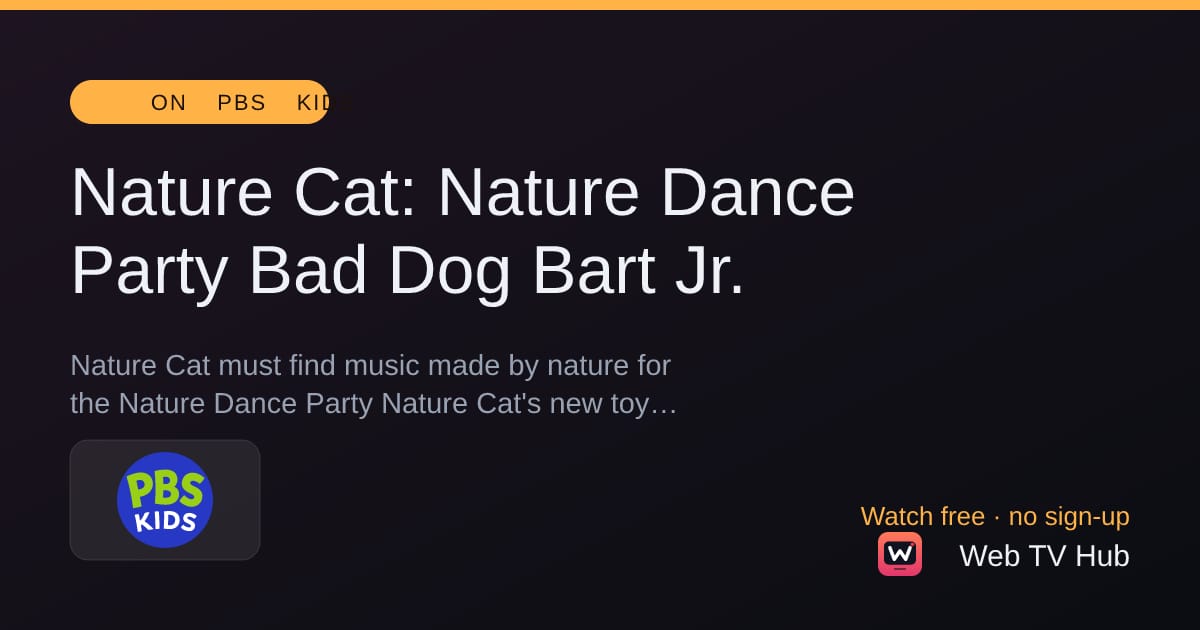 ON PBS KIDS
Nature Cat: Nature Dance
Party Bad Dog Bart Jr.
Nature Cat must find music made by nature for
the Nature Dance Party Nature Cat's new toy…
PBS
KIDS
Watch free · no sign-up
W
Web TV Hub